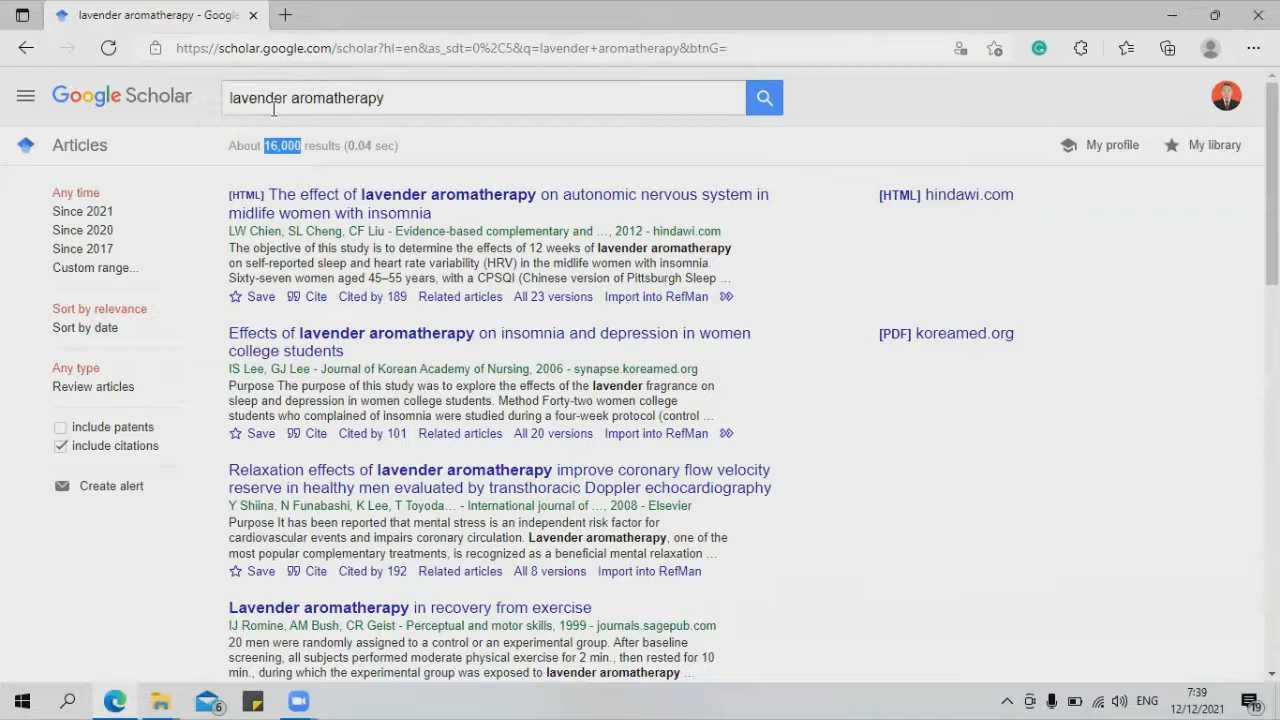 lavender aromatherapy - Google
https://scholar.google.com/scholar?hl=en&as_sdt=0%2C5&q=lavender+aromatherapy&btnG=
Google Scholar
lavender aromatherapy
Articles
About 16,000 results (0.04 sec)
My profile
My library
Any time
Since 2021
Since 2020
Since 2017
Custom range...
Sort by relevance
Sort by date
Any type
Review articles
include patents
include citations
Create alert
[HTML] The effect of lavender aromatherapy on autonomic nervous system in
midlife women with insomnia
LW Chien, SL Cheng, CF Liu - Evidence-based complementary and …, 2012 - hindawi.com
The objective of this study is to determine the effects of 12 weeks of lavender aromatherapy
on self-reported sleep and heart rate variability (HRV) in the midlife women with insomnia.
Sixty-seven women aged 45–55 years, with a CPSQI (Chinese version of Pittsburgh Sleep …
Save Cite Cited by 189 Related articles All 23 versions Import into RefMan
[HTML] hindawi.com
Effects of lavender aromatherapy on insomnia and depression in women
college students
IS Lee, GJ Lee - Journal of Korean Academy of Nursing, 2006 - synapse.koreamed.org
Purpose The purpose of this study was to explore the effects of the lavender fragrance on
sleep and depression in women college students. Method Forty-two women college
students who complained of insomnia were studied during a four-week protocol (control …
Save Cite Cited by 101 Related articles All 20 versions Import into RefMan
[PDF] koreamed.org
Relaxation effects of lavender aromatherapy improve coronary flow velocity
reserve in healthy men evaluated by transthoracic Doppler echocardiography
Y Shiina, N Funabashi, K Lee, T Toyoda… - International journal of …, 2008 - Elsevier
Purpose It has been reported that mental stress is an independent risk factor for
cardiovascular events and impairs coronary circulation. Lavender aromatherapy, one of the
most popular complementary treatments, is recognized as a beneficial mental relaxation …
Save Cite Cited by 192 Related articles All 8 versions Import into RefMan
Lavender aromatherapy in recovery from exercise
IJ Romine, AM Bush, CR Geist - Perceptual and motor skills, 1999 - journals.sagepub.com
20 men were randomly assigned to a control or an experimental group. After baseline
screening, all subjects performed moderate physical exercise for 2 min., then rested for 10
min., during which the experimental group was exposed to lavender aromatherapy …
6
ENG
7:39
12/12/2021
19